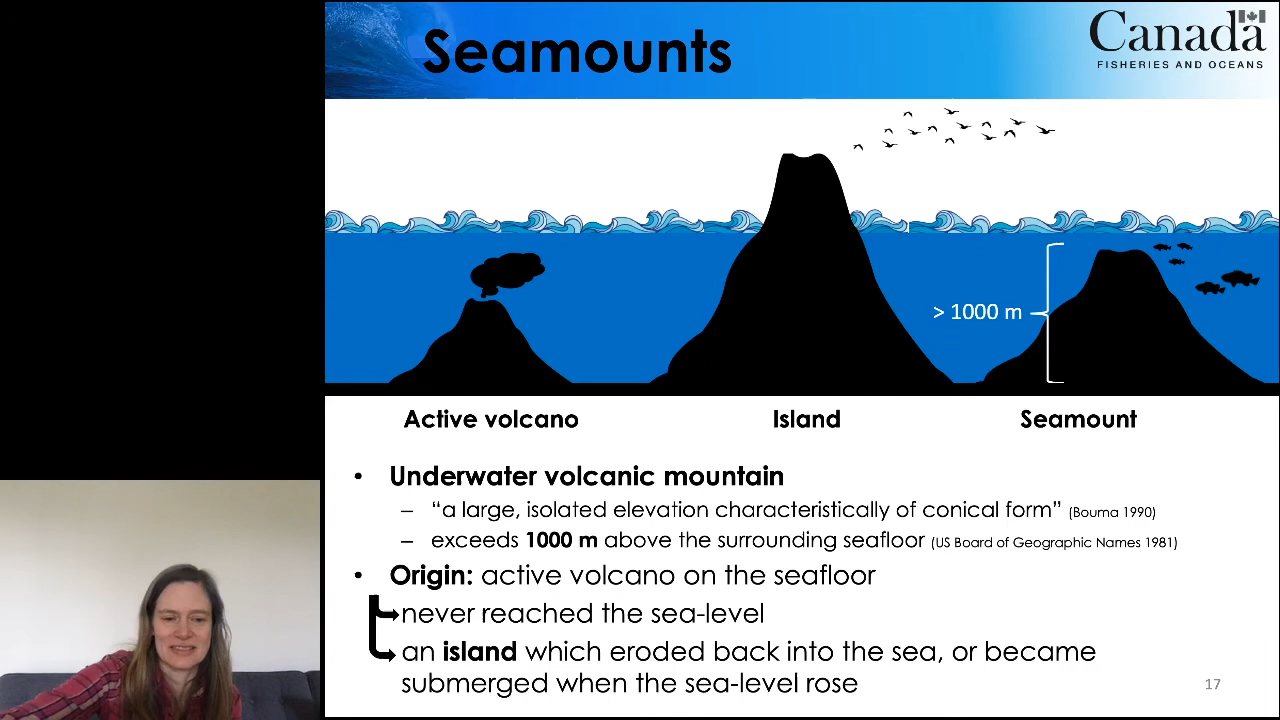 Seamounts
Canada
FISHERIES AND OCEANS
> 1000 m
Active volcano
Island
Seamount
• Underwater volcanic mountain
– “a large, isolated elevation characteristically of conical form” (Bouma 1990)
– exceeds 1000 m above the surrounding seafloor (US Board of Geographic Names 1981)
• Origin: active volcano on the seafloor
never reached the sea-level
an island which eroded back into the sea, or became
submerged when the sea-level rose
17